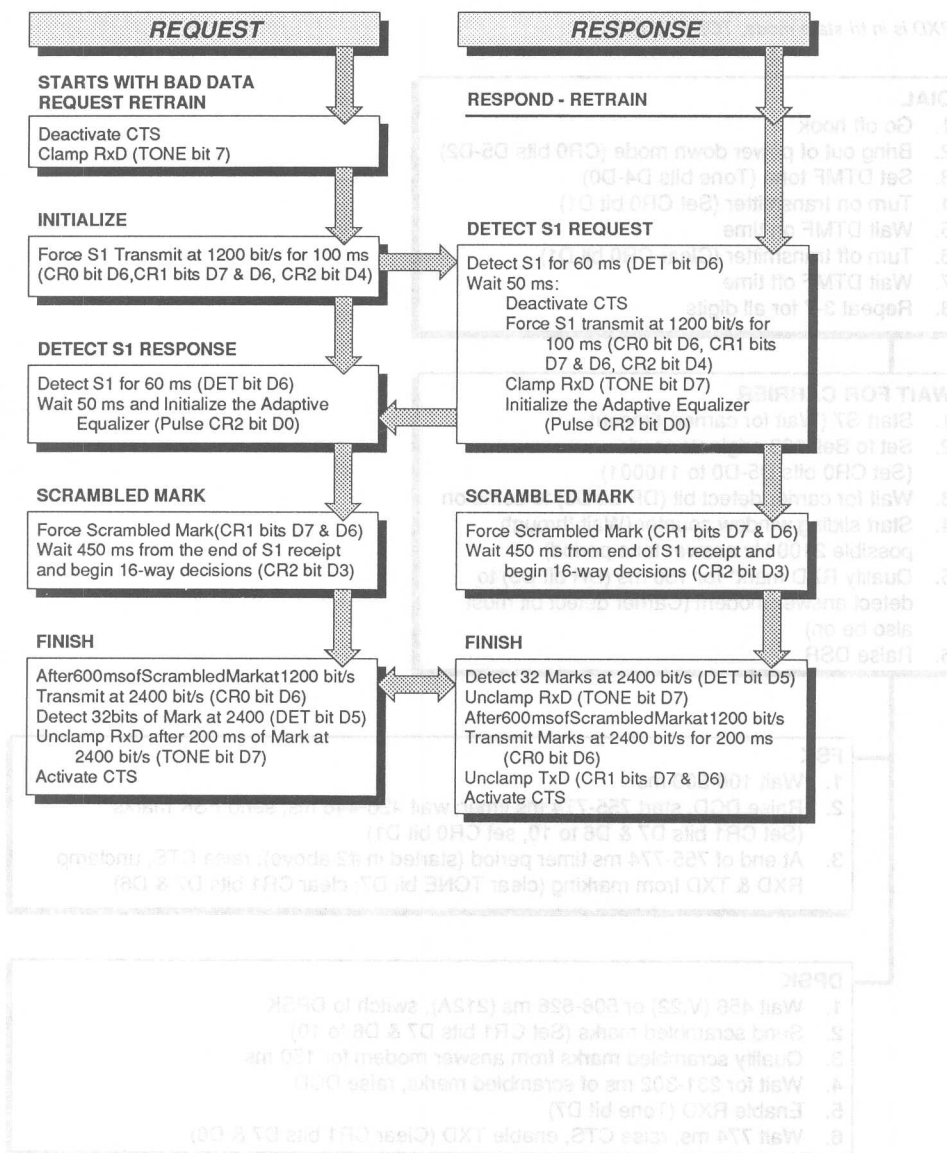 REQUEST
STARTS WITH BAD DATA
REQUEST RETRAIN
Deactivate CTS
Clamp RxD (TONE bit 7)
INITIALIZE
Force S1 Transmit at 1200 bit/s for 100 ms
(CR0 bit D6,CR1 bits D7 & D6, CR2 bit D4)
DETECT S1 RESPONSE
Detect S1 for 60 ms (DET bit D6)
Wait 50 ms and Initialize the Adaptive
Equalizer (Pulse CR2 bit D0)
SCRAMBLED MARK
Force Scrambled Mark(CR1 bits D7 & D6)
Wait 450 ms from the end of S1 receipt
and begin 16-way decisions (CR2 bit D3)
FINISH
After600msofScrambledMarkat1200 bit/s
Transmit at 2400 bit/s (CR0 bit D6)
Detect 32bits of Mark at 2400 (DET bit D5)
Unclamp RxD after 200 ms of Mark at
2400 bit/s (TONE bit D7)
Activate CTS
RESPONSE
RESPOND - RETRAIN
DETECT S1 REQUEST
Detect S1 for 60 ms (DET bit D6)
Wait 50 ms:
Deactivate CTS
Force S1 transmit at 1200 bit/s for
100 ms (CR0 bit D6, CR1 bits
D7 & D6, CR2 bit D4)
Clamp RxD (TONE bit D7)
Initialize the Adaptive Equalizer
(Pulse CR2 bit D0)
SCRAMBLED MARK
Force Scrambled Mark (CR1 bits D7 & D6)
Wait 450 ms from end of S1 receipt and
begin 16-way decisions (CR2 bit D3)
FINISH
Detect 32 Marks at 2400 bit/s (DET bit D5)
Unclamp RxD (TONE bit D7)
After600msofScrambledMarkat1200 bit/s
Transmit Marks at 2400 bit/s for 200 ms
(CR0 bit D6)
Unclamp TxD (CR1 bits D7 & D6)
Activate CTS